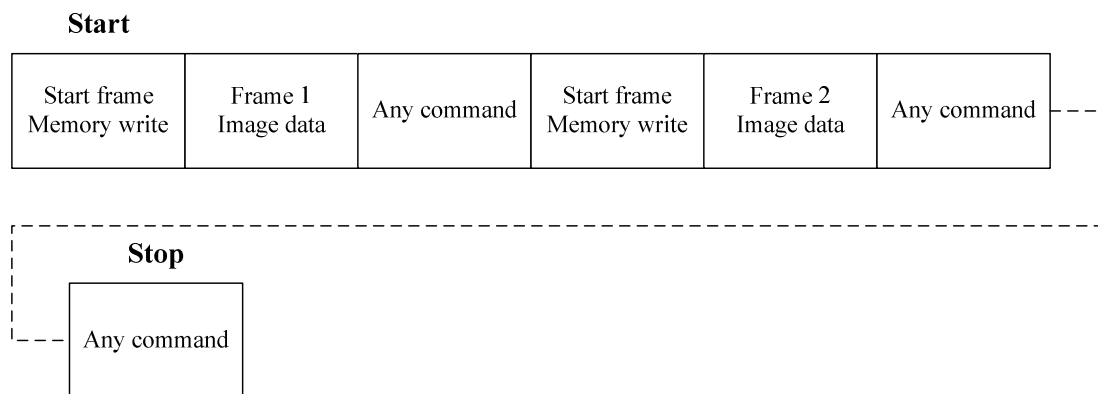 Start
Start frame
Memory write
Frame 1
Image data
Any command
Start frame
Memory write
Frame 2
Image data
Any command
Stop
Any command